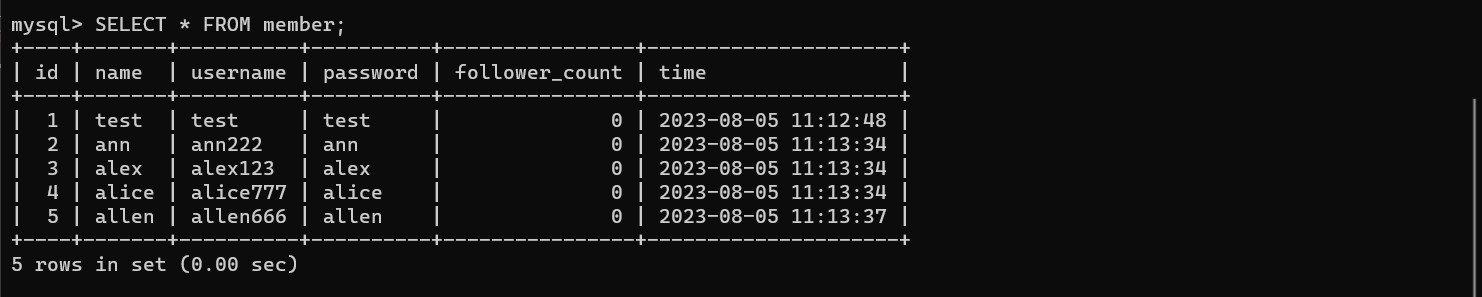 mysql> SELECT * FROM member;
+----+-------+----------+----------+----------------+---------------------+
| id | name  | username | password | follower_count | time                |
+----+-------+----------+----------+----------------+---------------------+
|  1 | test  | test     | test     |              0 | 2023-08-05 11:12:48 |
|  2 | ann   | ann222   | ann      |              0 | 2023-08-05 11:13:34 |
|  3 | alex  | alex123  | alex     |              0 | 2023-08-05 11:13:34 |
|  4 | alice | alice777 | alice    |              0 | 2023-08-05 11:13:34 |
|  5 | allen | allen666 | allen    |              0 | 2023-08-05 11:13:37 |
+----+-------+----------+----------+----------------+---------------------+
5 rows in set (0.00 sec)